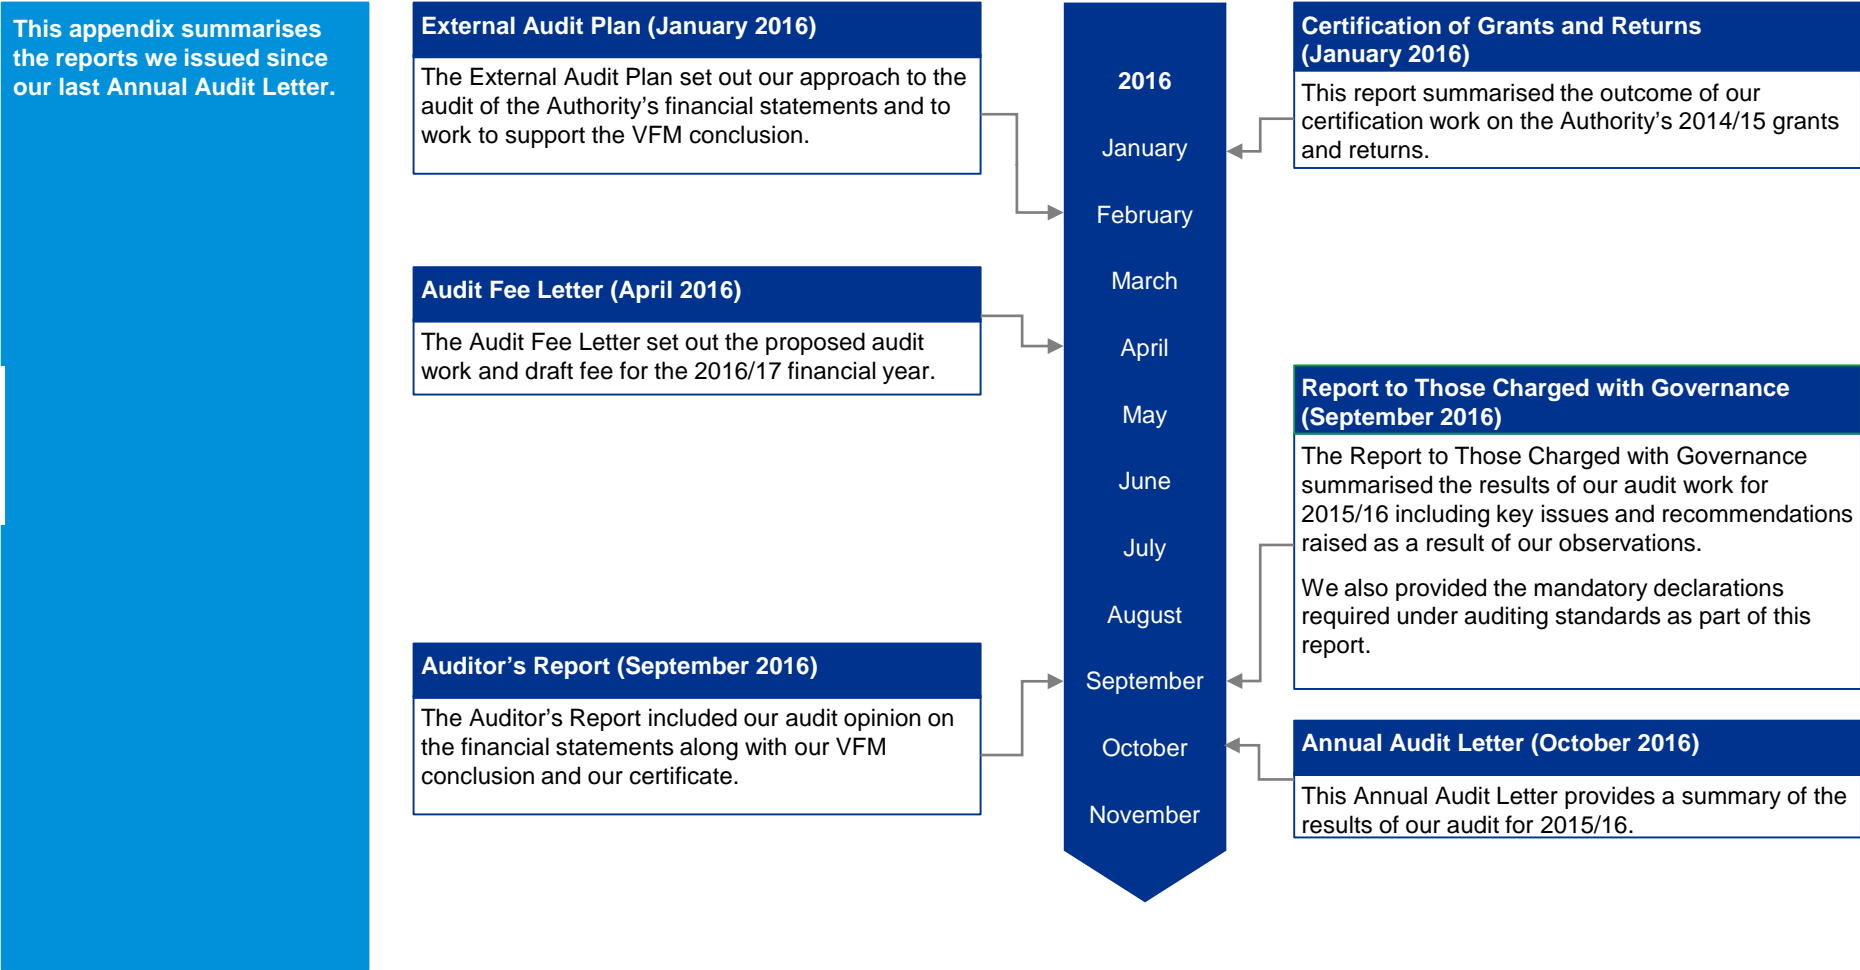 This appendix summarises
the reports we issued since
our last Annual Audit Letter.
External Audit Plan (January 2016)
The External Audit Plan set out our approach to the
audit of the Authority’s financial statements and to
work to support the VFM conclusion.
Audit Fee Letter (April 2016)
The Audit Fee Letter set out the proposed audit
work and draft fee for the 2016/17 financial year.
Auditor’s Report (September 2016)
The Auditor’s Report included our audit opinion on
the financial statements along with our VFM
conclusion and our certificate.
2016
January
February
March
April
May
June
July
August
September
October
November
Certification of Grants and Returns
(January 2016)
This report summarised the outcome of our
certification work on the Authority’s 2014/15 grants
and returns.
Report to Those Charged with Governance
(September 2016)
The Report to Those Charged with Governance
summarised the results of our audit work for
2015/16 including key issues and recommendations
raised as a result of our observations.
We also provided the mandatory declarations
required under auditing standards as part of this
report.
Annual Audit Letter (October 2016)
This Annual Audit Letter provides a summary of the
results of our audit for 2015/16.